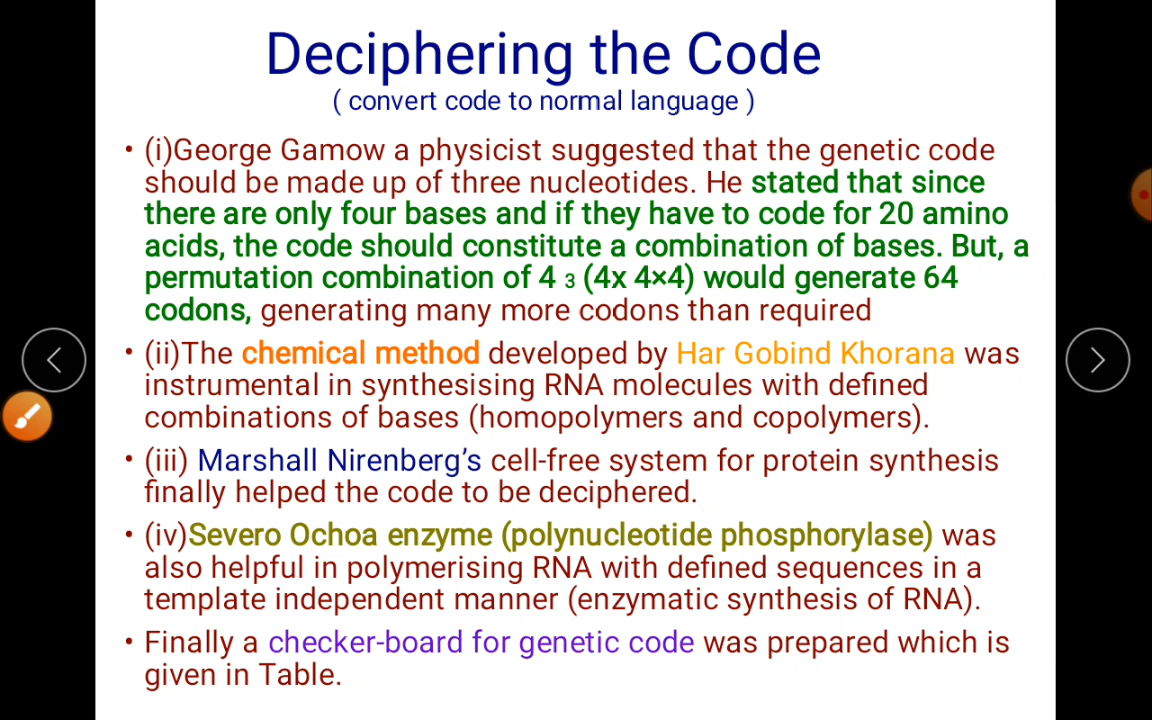 Deciphering the Code
( convert code to normal language )
• (i)George Gamow a physicist suggested that the genetic code
should be made up of three nucleotides. He stated that since
there are only four bases and if they have to code for 20 amino
acids, the code should constitute a combination of bases. But, a
permutation combination of 4 3 (4x 4×4) would generate 64
codons, generating many more codons than required
• (ii)The chemical method developed by Har Gobind Khorana was
instrumental in synthesising RNA molecules with defined
combinations of bases (homopolymers and copolymers).
• (iii) Marshall Nirenberg’s cell-free system for protein synthesis
finally helped the code to be deciphered.
• (iv)Severo Ochoa enzyme (polynucleotide phosphorylase) was
also helpful in polymerising RNA with defined sequences in a
template independent manner (enzymatic synthesis of RNA).
• Finally a checker-board for genetic code was prepared which is
given in Table.